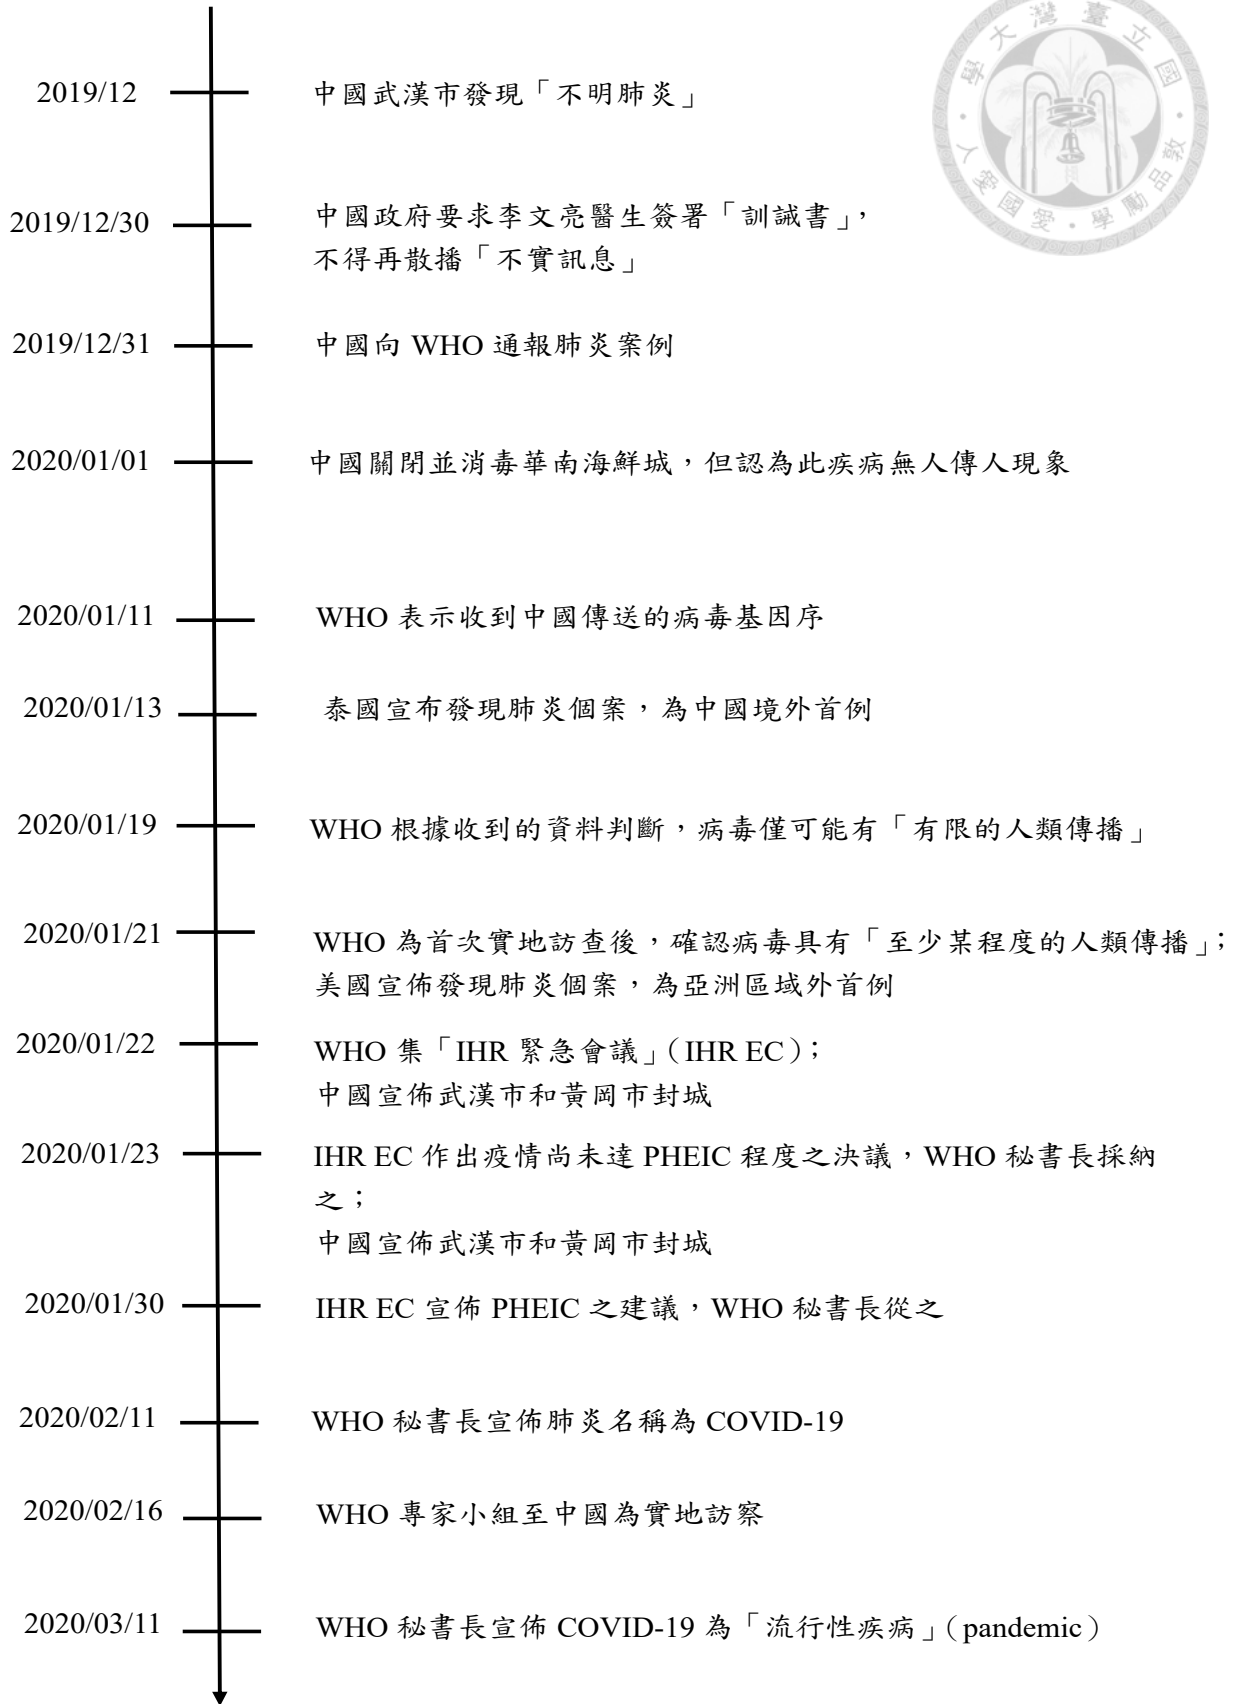 國立臺灣大學
敦品勵學・愛國愛人
2019/12 中國武漢市發現「不明肺炎」
2019/12/30 中國政府要求李文亮醫生簽署「訓誡書」，
不得再散播「不實訊息」
2019/12/31 中國向 WHO 通報肺炎案例
2020/01/01 中國關閉並消毒華南海鮮城，但認為此疾病無人傳人現象
2020/01/11 WHO 表示收到中國傳送的病毒基因序
2020/01/13 泰國宣布發現肺炎個案，為中國境外首例
2020/01/19 WHO 根據收到的資料判斷，病毒僅可能有「有限的人類傳播」
2020/01/21 WHO 為首次實地訪查後，確認病毒具有「至少某程度的人類傳播」；
美國宣佈發現肺炎個案，為亞洲區域外首例
2020/01/22 WHO 集「IHR 緊急會議」（IHR EC）；
中國宣佈武漢市和黃岡市封城
2020/01/23 IHR EC 作出疫情尚未達 PHEIC 程度之決議，WHO 秘書長採納
之；
中國宣佈武漢市和黃岡市封城
2020/01/30 IHR EC 宣佈 PHEIC 之建議，WHO 秘書長從之
2020/02/11 WHO 秘書長宣佈肺炎名稱為 COVID-19
2020/02/16 WHO 專家小組至中國為實地訪察
2020/03/11 WHO 秘書長宣佈 COVID-19 為「流行性疾病」（pandemic）